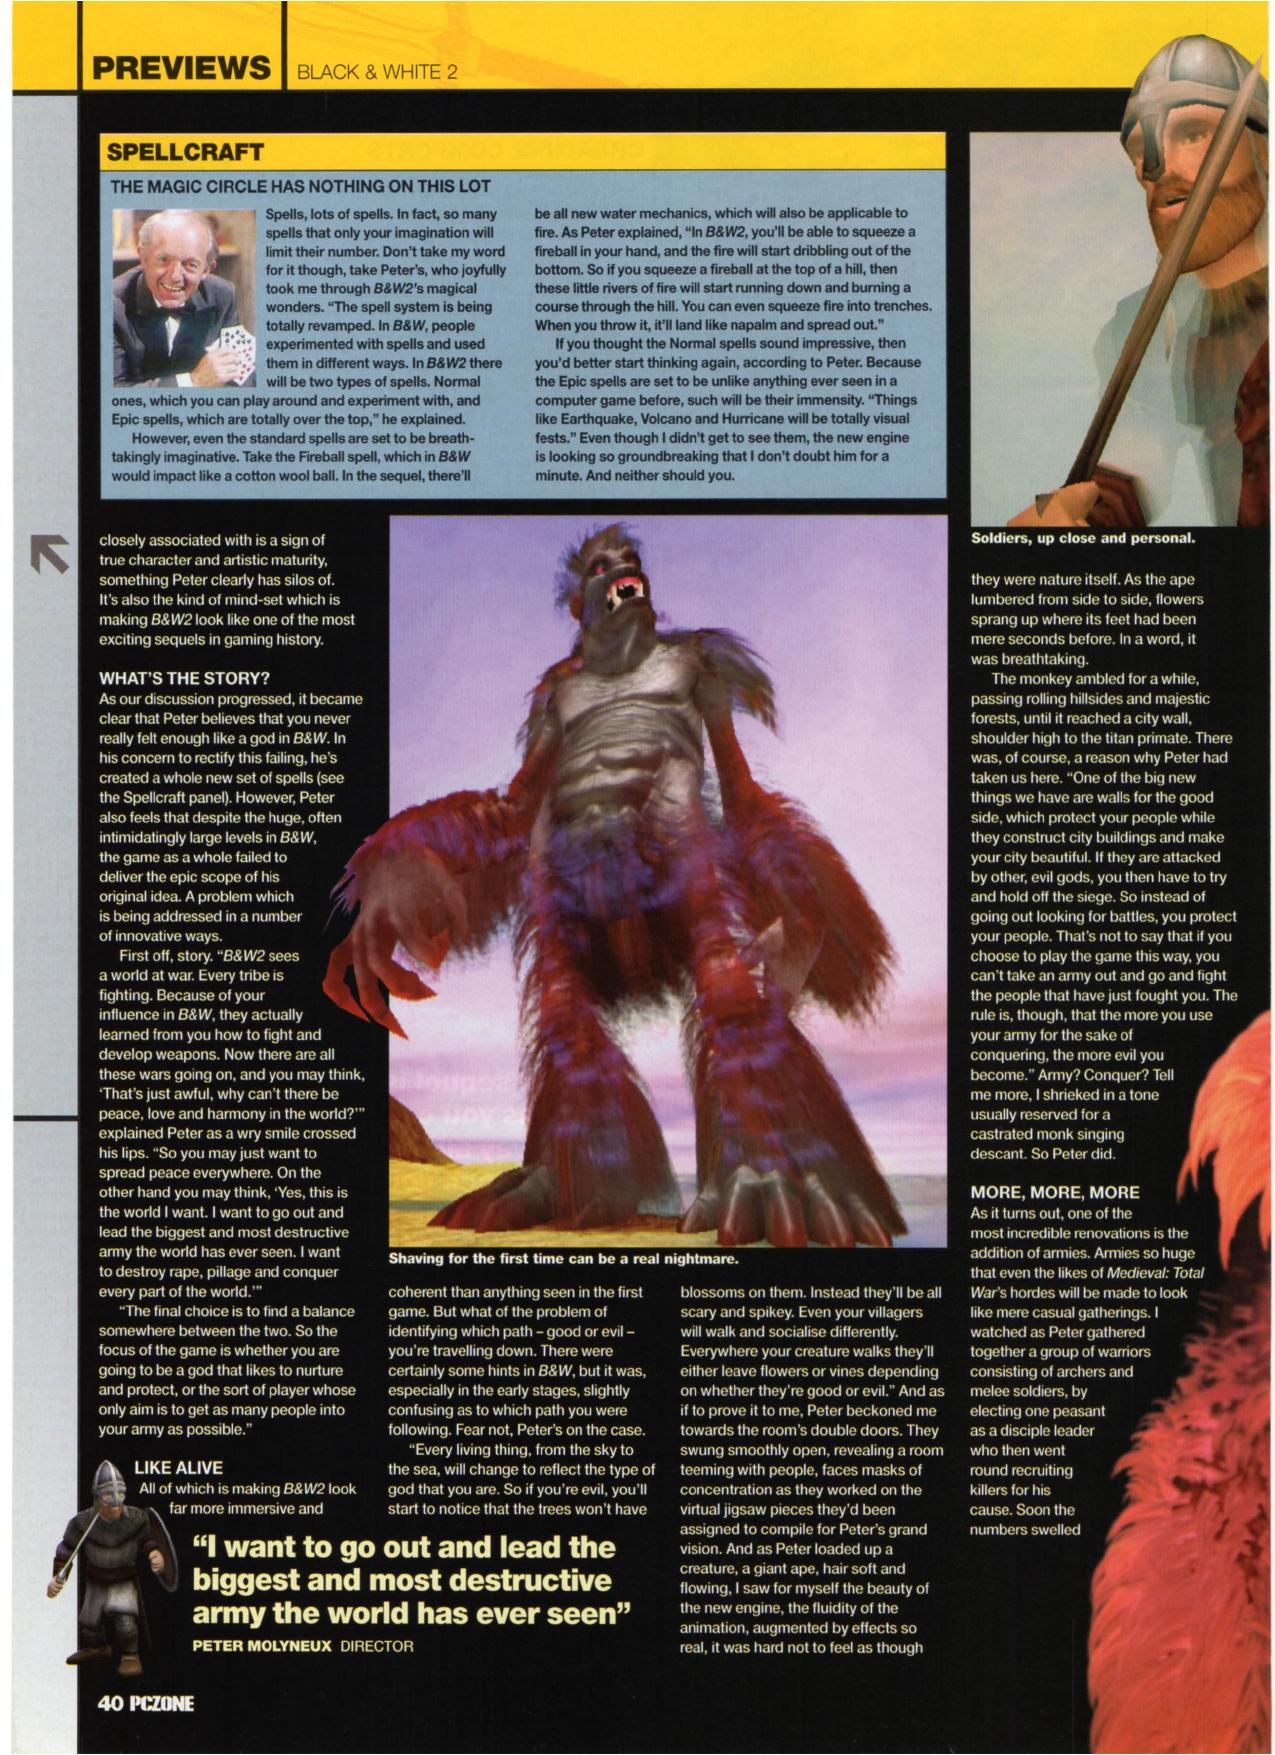 PREVIEWS
BLACK & WHITE 2
SPELLCRAFT
THE MAGIC CIRCLE HAS NOTHING ON THIS LOT
Spells, lots of spells. In fact, so many
spells that only your imagination will
limit their number. Don't take my word
for it though, take Peter's, who joyfully
took me through B&W2's magical
wonders. “The spell system is being
totally revamped. In B&W, people
experimented with spells and used
them in different ways. In B&W2 there
will be two types of spells. Normal
ones, which you can play around and experiment with, and
Epic spells, which are totally over the top,” he explained.
However, even the standard spells are set to be breath-
takingly imaginative. Take the Fireball spell, which in B&W
would impact like a cotton wool ball. In the sequel, there'll
be all new water mechanics, which will also be applicable to
fire. As Peter explained, “In B&W2, you'll be able to squeeze a
fireball in your hand, and the fire will start dribbling out of the
bottom. So if you squeeze a fireball at the top of a hill, then
these little rivers of fire will start running down and burning a
course through the hill. You can even squeeze fire into trenches.
When you throw it, it'll land like napalm and spread out.”
If you thought the Normal spells sound impressive, then
you'd better start thinking again, according to Peter. Because
the Epic spells are set to be unlike anything ever seen in a
computer game before, such will be their immensity. “Things
like Earthquake, Volcano and Hurricane will be totally visual
fests.” Even though I didn't get to see them, the new engine
is looking so groundbreaking that I don't doubt him for a
minute. And neither should you.
closely associated with is a sign of
true character and artistic maturity,
something Peter clearly has silos of.
It's also the kind of mind-set which is
making B&W2 look like one of the most
exciting sequels in gaming history.
WHAT'S THE STORY?
As our discussion progressed, it became
clear that Peter believes that you never
really felt enough like a god in B&W. In
his concern to rectify this failing, he's
created a whole new set of spells (see
the Spellcraft panel). However, Peter
also feels that despite the huge, often
intimidatingly large levels in B&W,
the game as a whole failed to
deliver the epic scope of his
original idea. A problem which
is being addressed in a number
of innovative ways.
First off, story. “B&W2 sees
a world at war. Every tribe is
fighting. Because of your
influence in B&W, they actually
learned from you how to fight and
develop weapons. Now there are all
these wars going on, and you may think,
‘That's just awful, why can't there be
peace, love and harmony in the world?’”
explained Peter as a wry smile crossed
his lips. “So you may just want to
spread peace everywhere. On the
other hand you may think, ‘Yes, this is
the world I want. I want to go out and
lead the biggest and most destructive
army the world has ever seen. I want
to destroy rape, pillage and conquer
every part of the world.’”
“The final choice is to find a balance
somewhere between the two. So the
focus of the game is whether you are
going to be a god that likes to nurture
and protect, or the sort of player whose
only aim is to get as many people into
your army as possible.”
LIKE ALIVE
All of which is making B&W2 look
far more immersive and
Shaving for the first time can be a real nightmare.
coherent than anything seen in the first
game. But what of the problem of
identifying which path – good or evil –
you're travelling down. There were
certainly some hints in B&W, but it was,
especially in the early stages, slightly
confusing as to which path you were
following. Fear not, Peter's on the case.
“Every living thing, from the sky to
the sea, will change to reflect the type of
god that you are. So if you're evil, you'll
start to notice that the trees won't have
“I want to go out and lead the
biggest and most destructive
army the world has ever seen”
PETER MOLYNEUX DIRECTOR
blossoms on them. Instead they'll be all
scary and spikey. Even your villagers
will walk and socialise differently.
Everywhere your creature walks they'll
either leave flowers or vines depending
on whether they're good or evil.” And as
if to prove it to me, Peter beckoned me
towards the room's double doors. They
swung smoothly open, revealing a room
teeming with people, faces masks of
concentration as they worked on the
virtual jigsaw pieces they'd been
assigned to compile for Peter's grand
vision. And as Peter loaded up a
creature, a giant ape, hair soft and
flowing, I saw for myself the beauty of
the new engine, the fluidity of the
animation, augmented by effects so
real, it was hard not to feel as though
Soldiers, up close and personal.
they were nature itself. As the ape
lumbered from side to side, flowers
sprang up where its feet had been
mere seconds before. In a word, it
was breathtaking.
The monkey ambled for a while,
passing rolling hillsides and majestic
forests, until it reached a city wall,
shoulder high to the titan primate. There
was, of course, a reason why Peter had
taken us here. “One of the big new
things we have are walls for the good
side, which protect your people while
they construct city buildings and make
your city beautiful. If they are attacked
by other, evil gods, you then have to try
and hold off the siege. So instead of
going out looking for battles, you protect
your people. That's not to say that if you
choose to play the game this way, you
can't take an army out and go and fight
the people that have just fought you. The
rule is, though, that the more you use
your army for the sake of
conquering, the more evil you
become.” Army? Conquer? Tell
me more, I shrieked in a tone
usually reserved for a
castrated monk singing
descant. So Peter did.
MORE, MORE, MORE
As it turns out, one of the
most incredible renovations is the
addition of armies. Armies so huge
that even the likes of Medieval: Total
War's hordes will be made to look
like mere casual gatherings. I
watched as Peter gathered
together a group of warriors
consisting of archers and
melee soldiers, by
electing one peasant
as a disciple leader
who then went
round recruiting
killers for his
cause. Soon the
numbers swelled
40 PCZONE